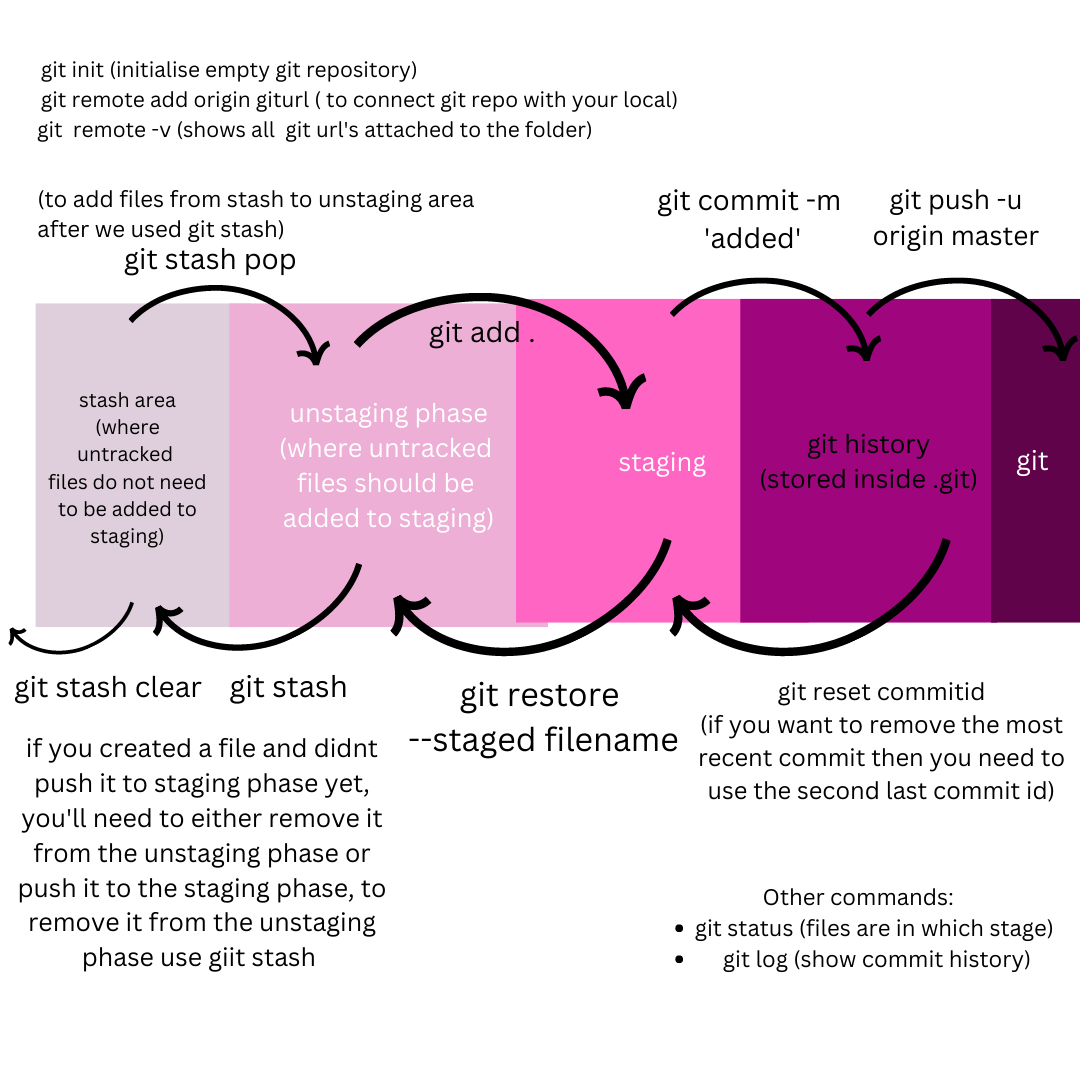 git init (initialise empty git repository)
git remote add origin giturl ( to connect git repo with your local)
git  remote -v (shows all  git url's attached to the folder)
(to add files from stash to unstaging area
after we used git stash)
git stash pop
git commit -m
'added'
git push -u
origin master
git add .
stash area
(where
untracked
files do not need
to be added to
staging)
unstaging phase
(where untracked
files should be
added to staging)
staging
git history
(stored inside .git)
git
git stash clear
git stash
git restore
--staged filename
git reset commitid
(if you want to remove the most
recent commit then you need to
use the second last commit id)
if you created a file and didnt
push it to staging phase yet,
you'll need to either remove it
from the unstaging phase or
push it to the staging phase, to
remove it from the unstaging
phase use giit stash
Other commands:
• git status (files are in which stage)
• git log (show commit history)